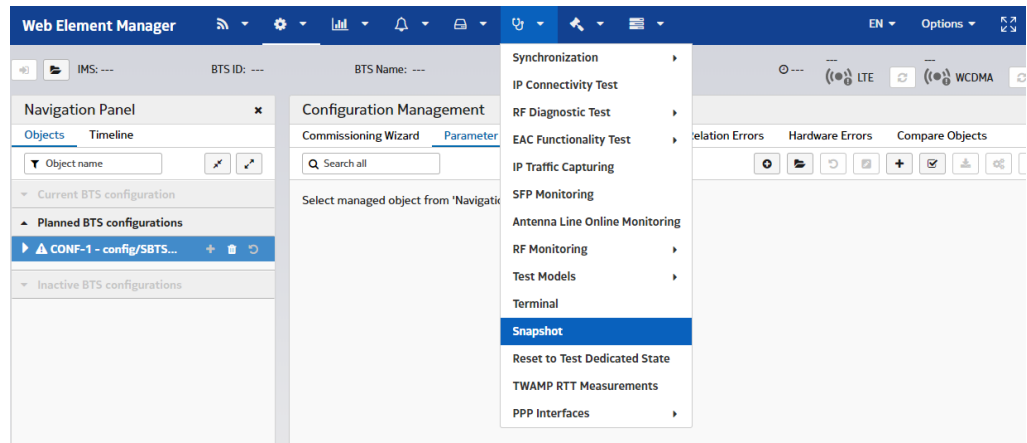 Web Element Manager
EN
Options
IMS: ---
BTS ID: ---
BTS Name: ---
---
---
---
LTE
WCDMA
Navigation Panel
Objects
Timeline
Object name
Current BTS configuration
Planned BTS configurations
CONF-1 - config/SBTS...
Inactive BTS configurations
Configuration Management
Commissioning Wizard
Parameter
elation Errors
Hardware Errors
Compare Objects
Search all
Select managed object from 'Navigatio
Synchronization
IP Connectivity Test
RF Diagnostic Test
EAC Functionality Test
IP Traffic Capturing
SFP Monitoring
Antenna Line Online Monitoring
RF Monitoring
Test Models
Terminal
Snapshot
Reset to Test Dedicated State
TWAMP RTT Measurements
PPP Interfaces